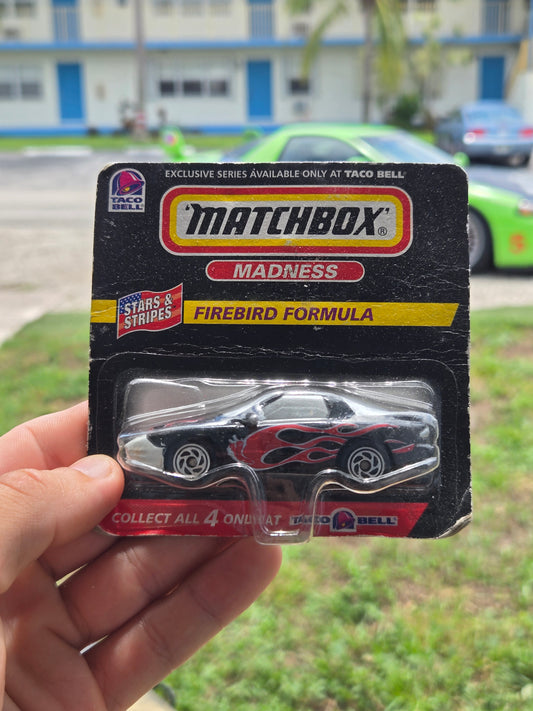 EXCLUSIVE SERIES AVAILABLE ONLY AT TACO BELL®
TACO
BELL®
"MATCHBOX"®
MADNESS
STARS &
STRIPES
FIREBIRD FORMULA
COLLECT ALL 4 ONLY AT TACO BELL